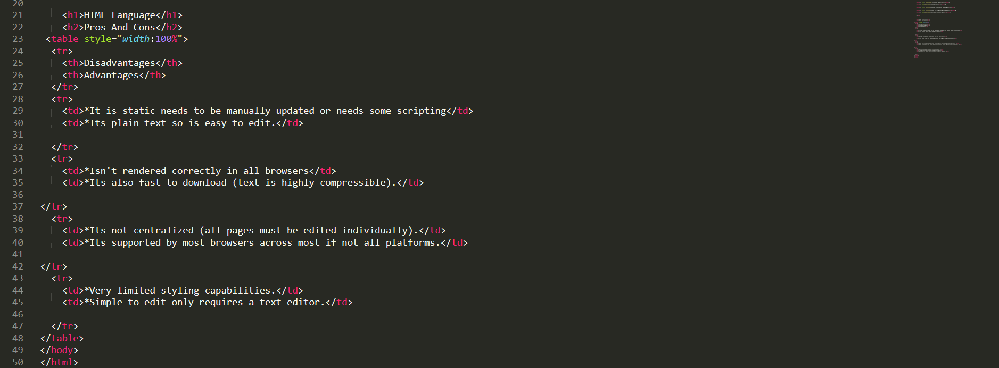 20
21 <h1>HTML Language</h1>
22 <h2>Pros And Cons</h2>
23 <table style="width:100%">
24 <tr>
25 <th>Disadvantages</th>
26 <th>Advantages</th>
27 </tr>
28 <tr>
29 <td>*It is static needs to be manually updated or needs some scripting</td>
30 <td>*Its plain text so is easy to edit.</td>
31
32 </tr>
33 <tr>
34 <td>*Isn't rendered correctly in all browsers</td>
35 <td>*Its also fast to download (text is highly compressible).</td>
36
37 </tr>
38 <tr>
39 <td>*Its not centralized (all pages must be edited individually).</td>
40 <td>*Its supported by most browsers across most if not all platforms.</td>
41
42 </tr>
43 <tr>
44 <td>*Very limited styling capabilities.</td>
45 <td>*Simple to edit only requires a text editor.</td>
46
47 </tr>
48 </table>
49 </body>
50 </html>